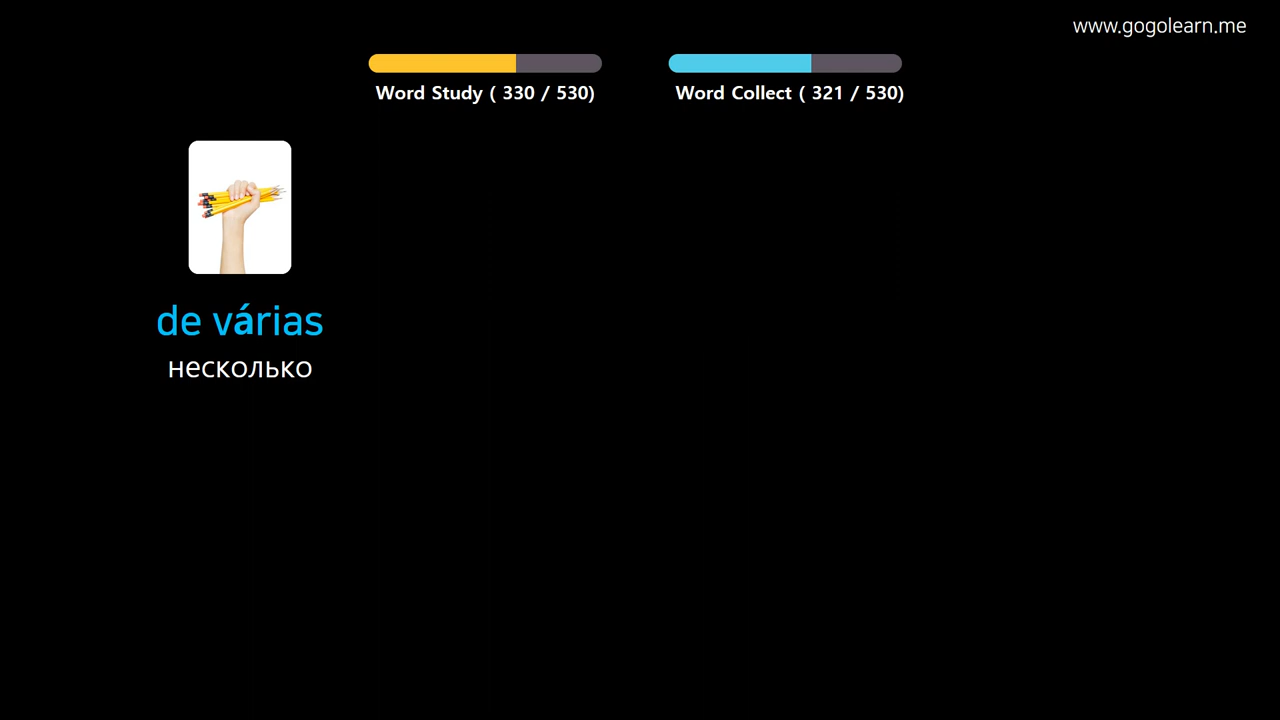 www.gogolearn.me
Word Study ( 330 / 530)
Word Collect ( 321 / 530)
de várias
несколько